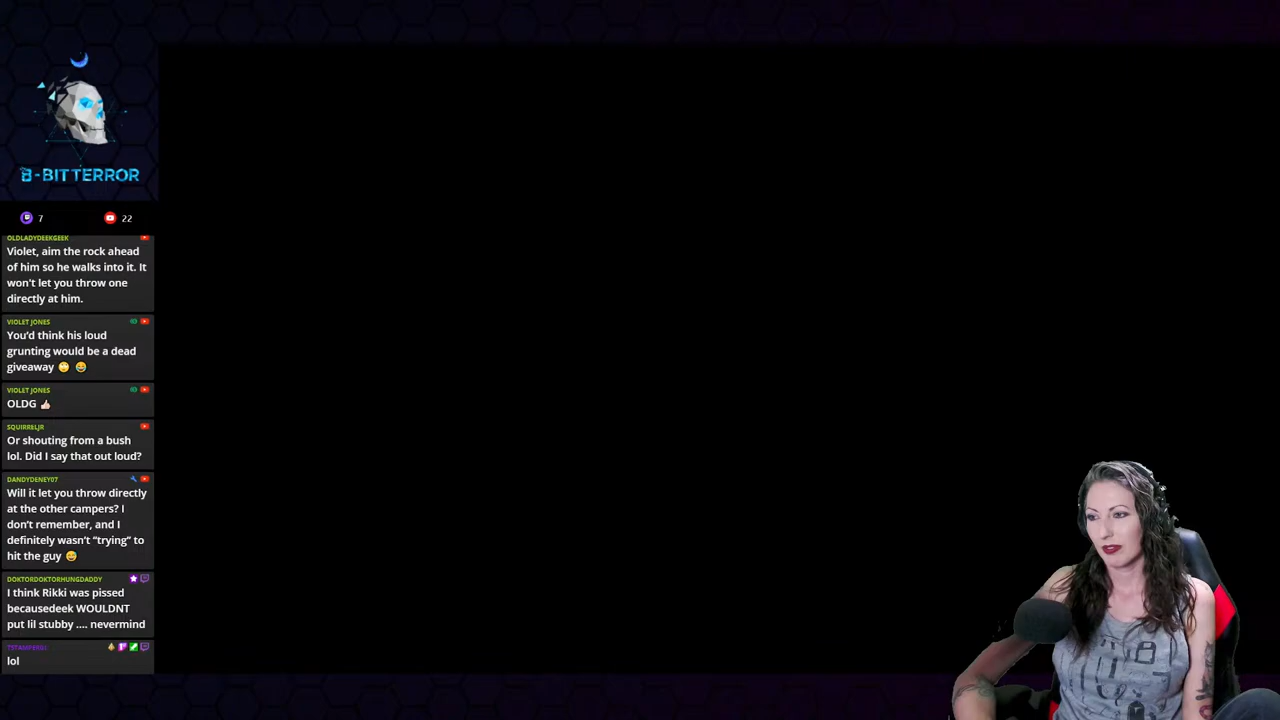 8-BITTERROR
7
22
OLDLADYDEEKGEEK
Violet, aim the rock ahead
of him so he walks into it. It
won't let you throw one
directly at him.
VIOLET JONES
You'd think his loud
grunting would be a dead
giveaway 🙄 😂
VIOLET JONES
OLDG 👍🏻
SQUIRRELJR
Or shouting from a bush
lol. Did I say that out loud?
DANDYDENEY07
Will it let you throw directly
at the other campers? I
don't remember, and I
definitely wasn't “trying” to
hit the guy 😅
DOKTORDOKTORHUNGDADDY
I think Rikki was pissed
becausedeek WOULDNT
put lil stubby .... nevermind
lol